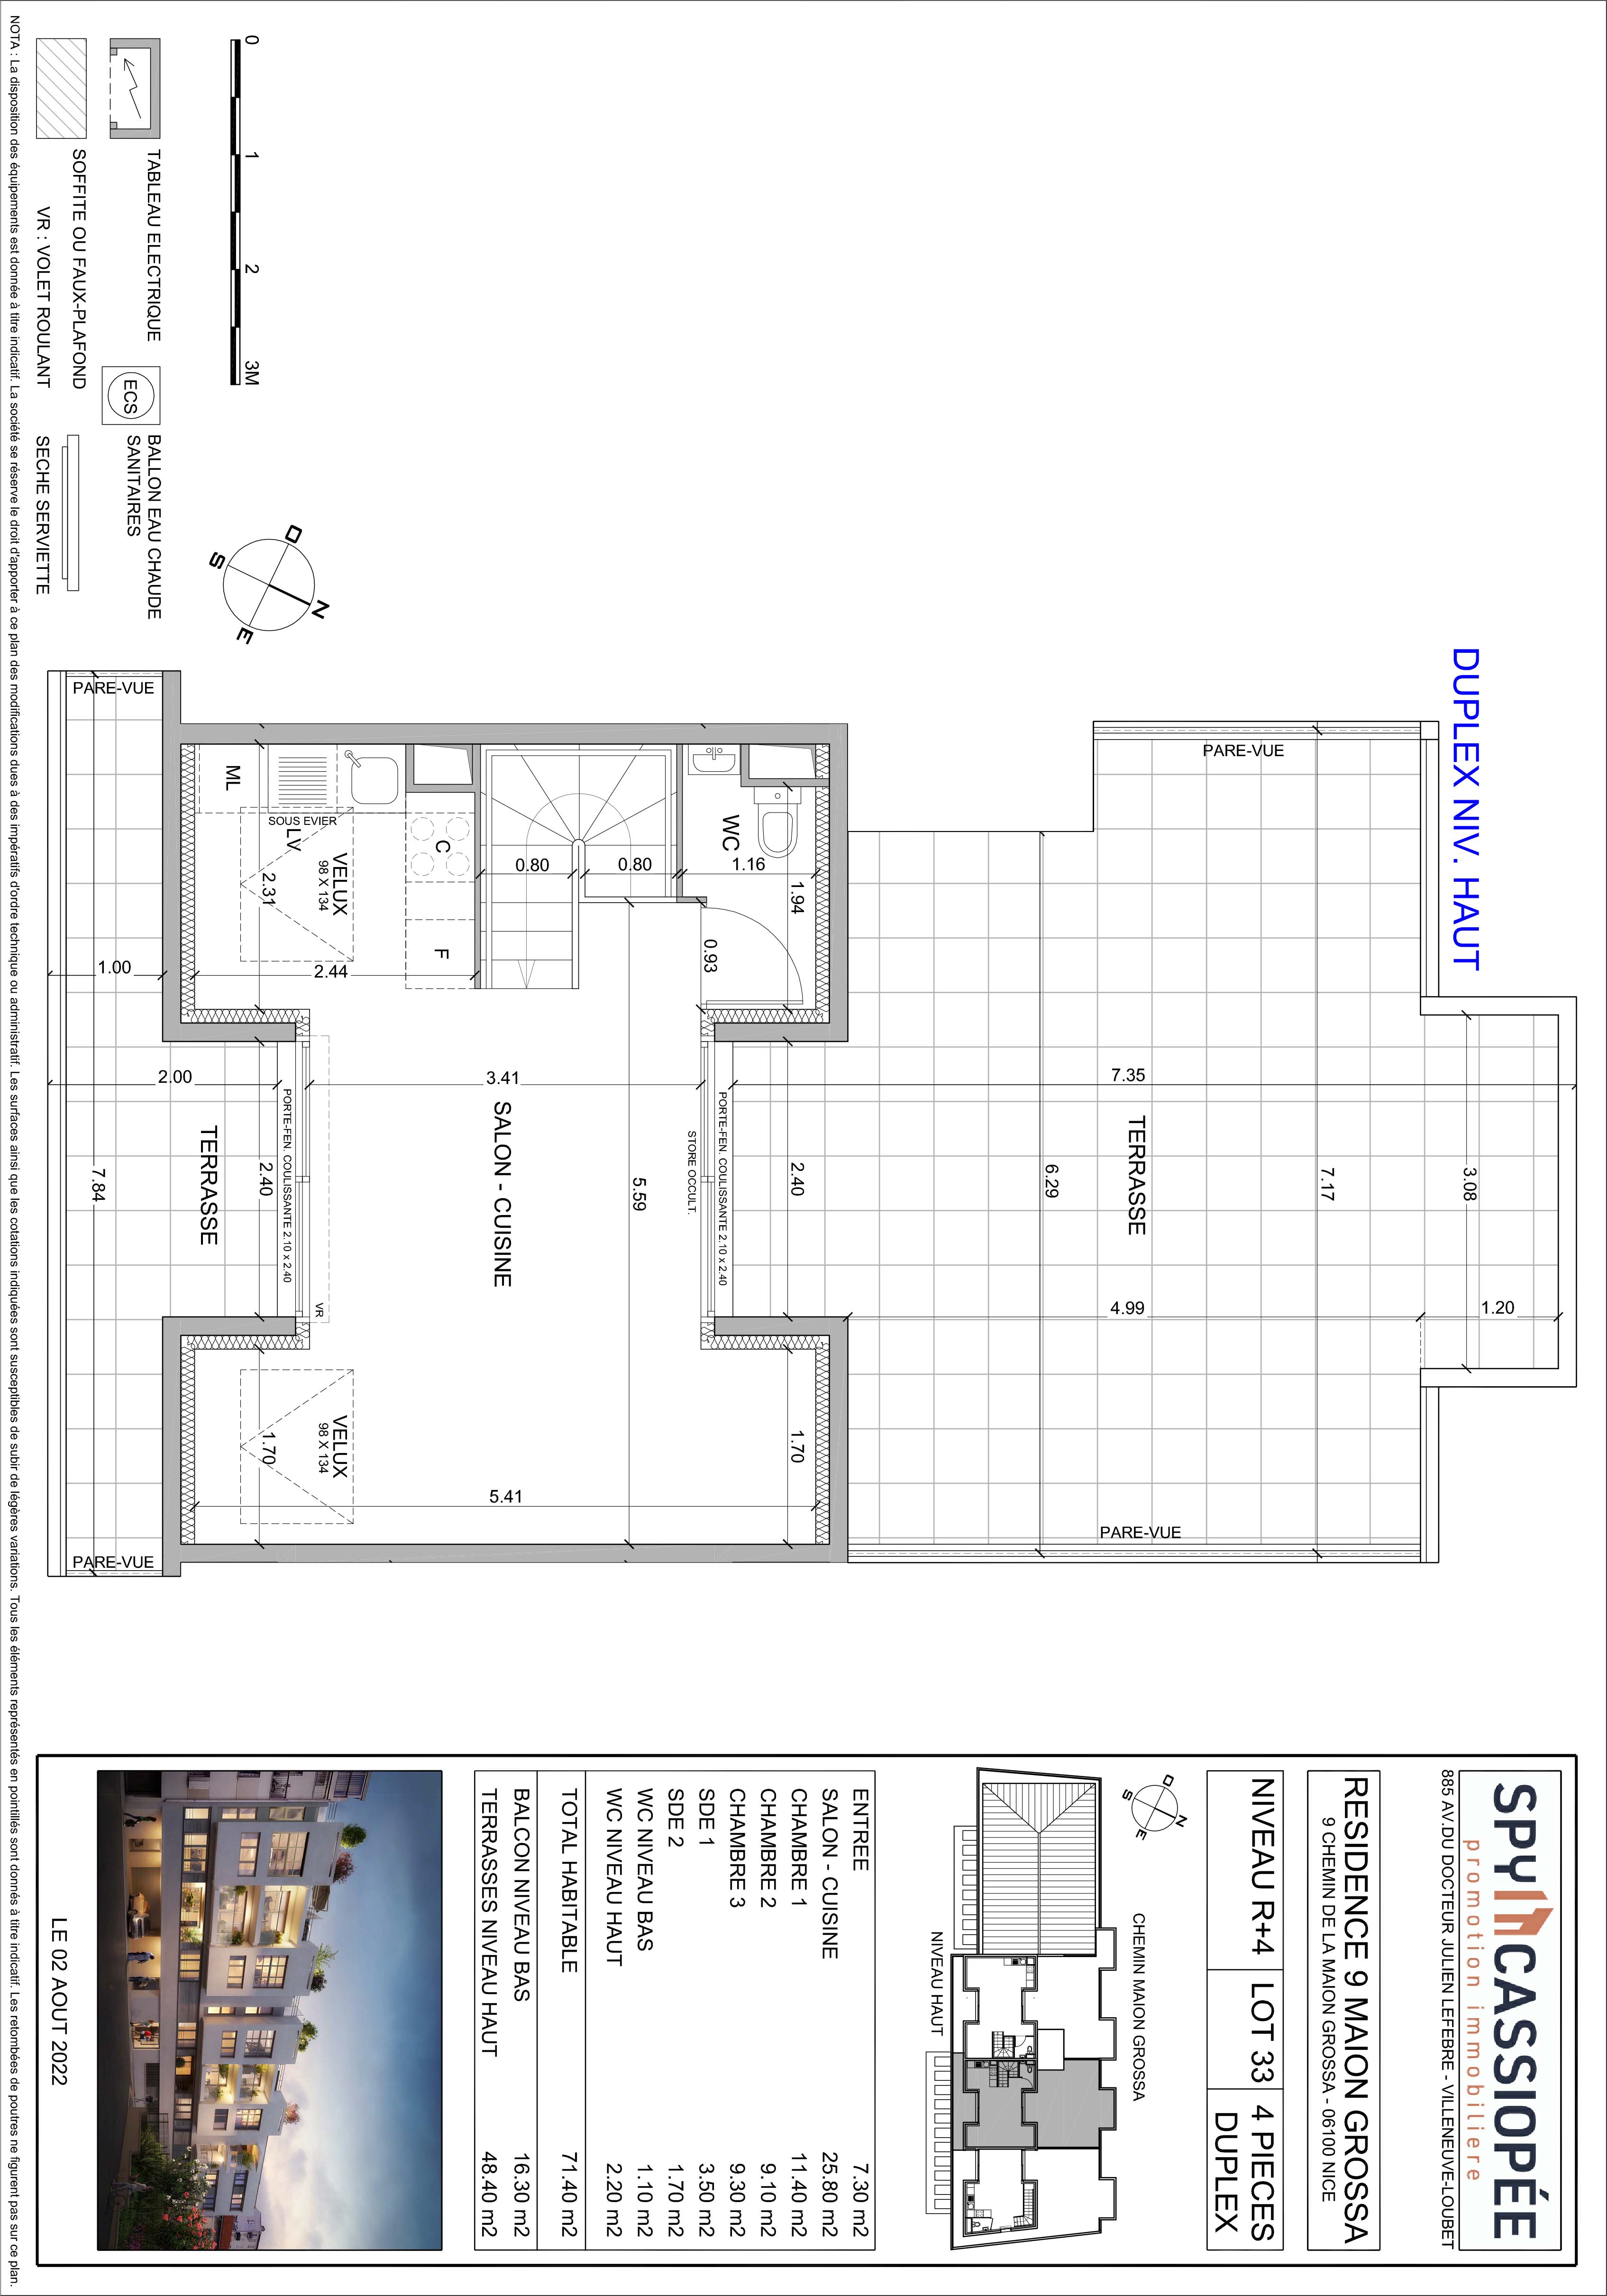 DUPLEX NIV. HAUT
1.20
3.08
7.17
PARE-VUE
PARE-VUE
7.35
TERRASSE
4.99
6.29
1.94
2.40
1.70
WC
1.16
0.93
PORTE-FEN. COULISSANTE 2.10 x 2.40
STORE OCCULT.
0.80
5.59
0.80
3.41
SALON - CUISINE
5.41
C
F
VELUX
98 X 134
2.44
VELUX
98 X 134
SOUS EVIER
LV
VR
PORTE-FEN. COULISSANTE 2.10 x 2.40
2.31
2.40
1.70
ML
TERRASSE
2.00
PARE-VUE
1.00
7.84
PARE-VUE
0 1 2 3M
N
O
E
S
TABLEAU ELECTRIQUE
ECS
BALLON EAU CHAUDE
SANITAIRES
SOFFITE OU FAUX-PLAFOND
VR : VOLET ROULANT
SECHE SERVIETTE
SPY CASSIOPÉE
promotion immobiliere
885 AV.DU DOCTEUR JULIEN LEFEBRE - VILLENEUVE-LOUBET
RESIDENCE 9 MAION GROSSA
9 CHEMIN DE LA MAION GROSSA - 06100 NICE
NIVEAU R+4 LOT 33 4 PIECES
DUPLEX
N
O
E
S
CHEMIN MAION GROSSA
NIVEAU HAUT
ENTREE 7.30 m2
SALON - CUISINE 25.80 m2
CHAMBRE 1 11.40 m2
CHAMBRE 2 9.10 m2
CHAMBRE 3 9.30 m2
SDE 1 3.50 m2
SDE 2 1.70 m2
WC NIVEAU BAS 1.10 m2
WC NIVEAU HAUT 2.20 m2
TOTAL HABITABLE 71.40 m2
BALCON NIVEAU BAS 16.30 m2
TERRASSES NIVEAU HAUT 48.40 m2
LE 02 AOUT 2022
NOTA : La disposition des équipements est donnée à titre indicatif. La société se réserve le droit d'apporter à ce plan des modifications dues à des impératifs d'ordre technique ou administratif. Les surfaces ainsi que les cotations indiquées sont susceptibles de subir de légères variations. Tous les éléments représentés en pointillés sont donnés à titre indicatif. Les retombées de poutres ne figurent pas sur ce plan.